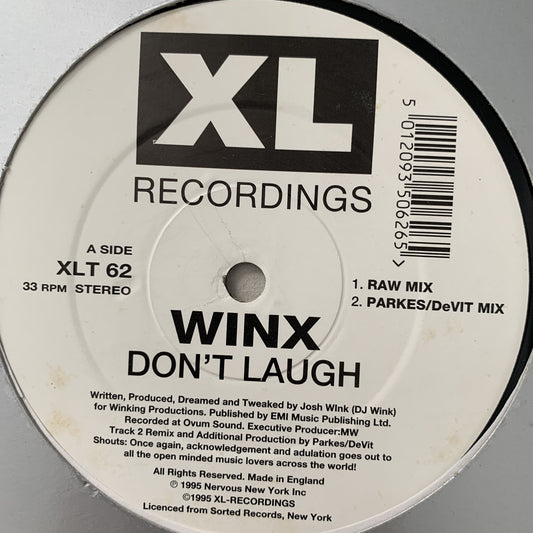 XL
RECORDINGS
5 012093 506265 >
A SIDE
XLT 62
33 RPM STEREO
1. RAW MIX
2. PARKES/DeVIT MIX
WINX
DON'T LAUGH
Written, Produced, Dreamed and Tweaked by Josh WInk (DJ Wink)
for Winking Productions. Published by EMI Music Publishing Ltd.
Recorded at Ovum Sound. Executive Producer:MW
Track 2 Remix and Additional Production by Parkes/DeVit
Shouts: Once again, acknowledgement and adulation goes out to
all the open minded music lovers across the world!
All Rights Reserved. Made in England
℗ 1995 Nervous New York Inc
©1995 XL-RECORDINGS
Licenced from Sorted Records, New York